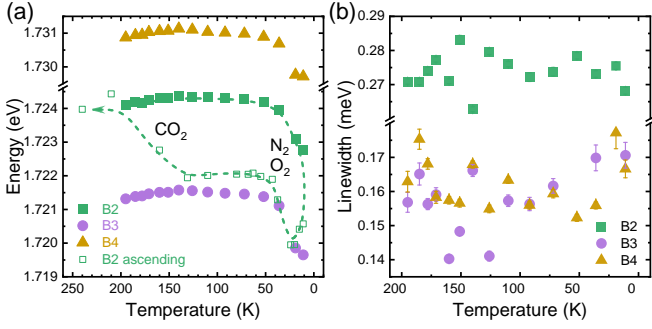 (a)
1.731
1.730
1.724
1.723
1.722
1.721
1.720
1.719
Energy (eV)
CO2
N2
O2
B2
B3
B4
B2 ascending
250 200 150 100 50 0
Temperature (K)
(b)
0.29
0.28
0.27
0.17
0.16
0.15
0.14
Linewidth (meV)
B2
B3
B4
200 150 100 50 0
Temperature (K)